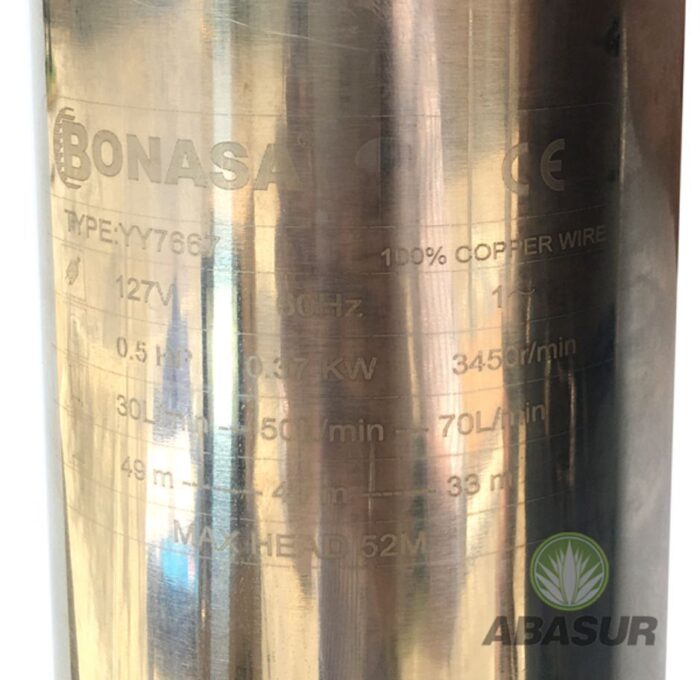 BONASA CE
TYPE:YY7667
100% COPPER WIRE
127V 60Hz 1~
0.5 HP 0.37 KW 3450r/min
30L/min --- 50L/min --- 70L/min
49 m ------ m ------ 33 m
MAX.HEAD 52M
ABASUR